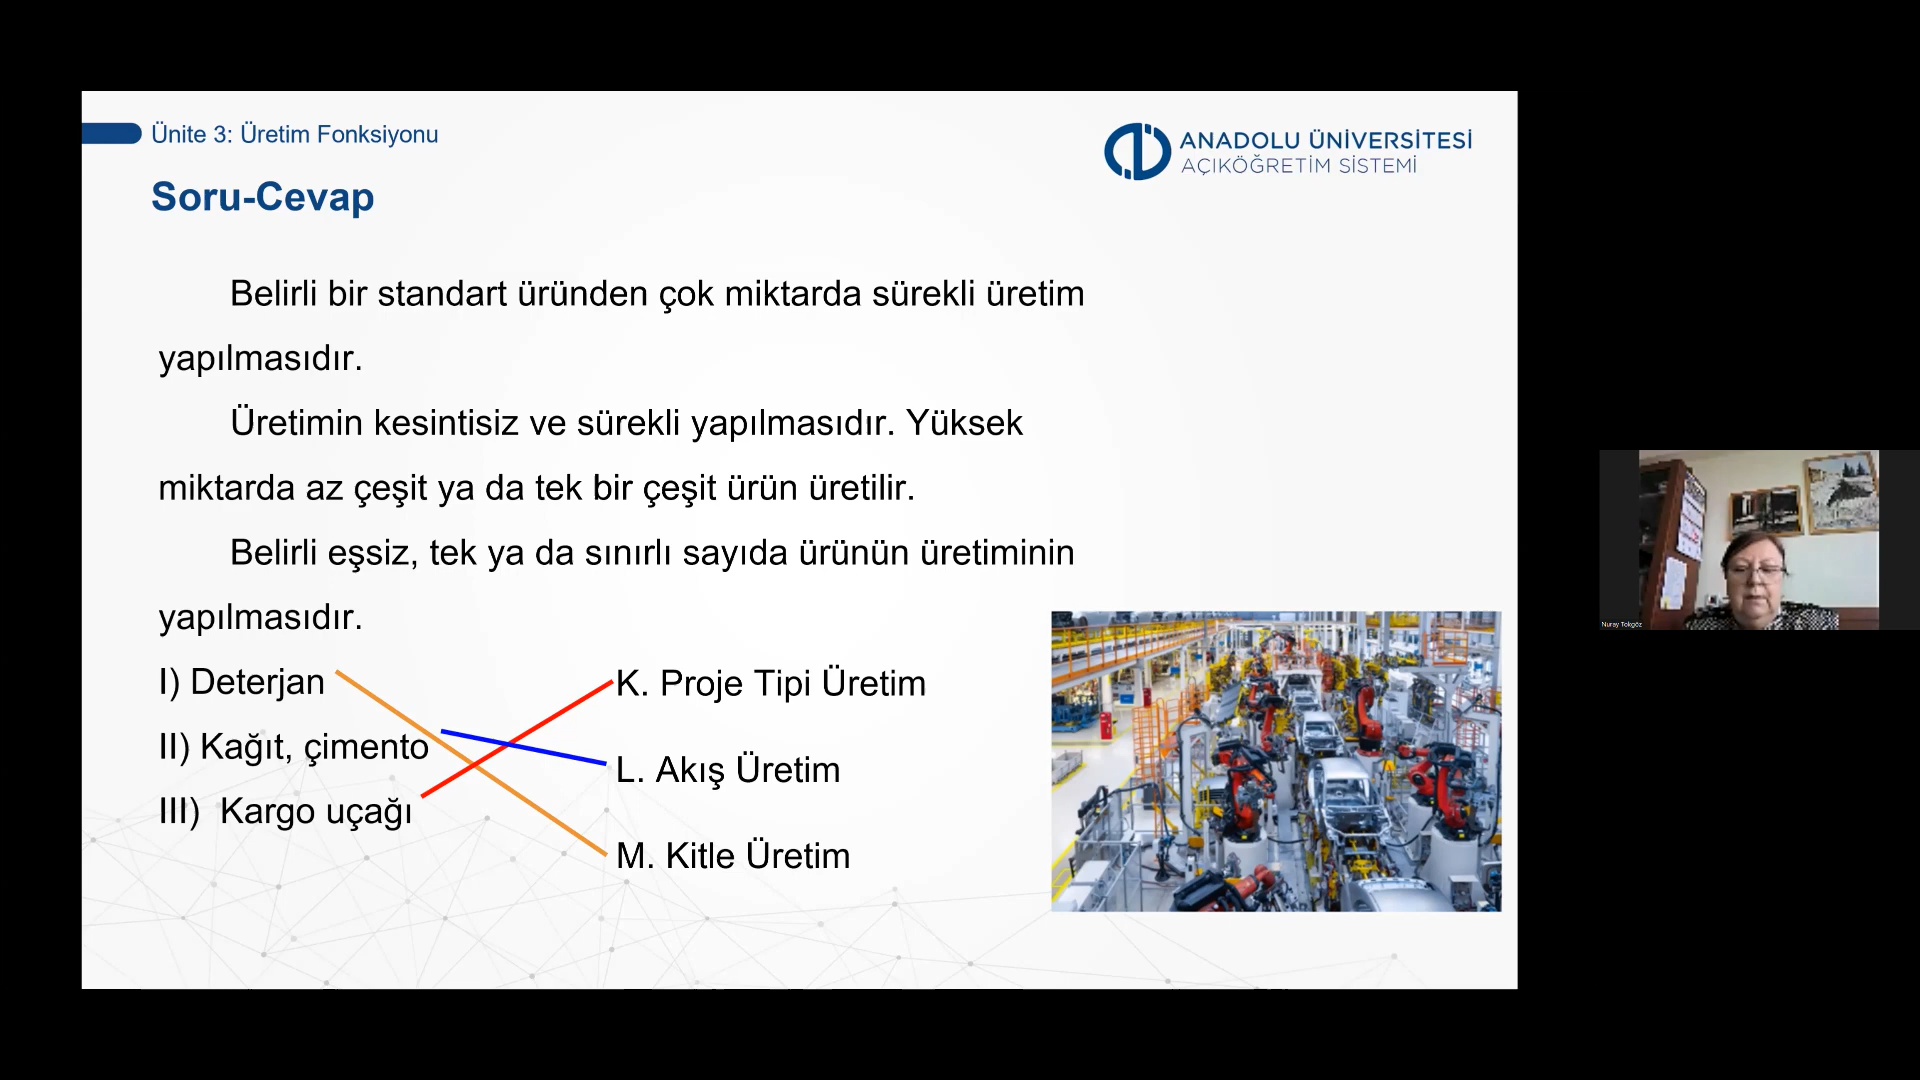 Ünite 3: Üretim Fonksiyonu
ANADOLU ÜNİVERSİTESİ
AÇIKÖĞRETİM SİSTEMİ
Soru-Cevap
Belirli bir standart üründen çok miktarda sürekli üretim
yapılmasıdır.
Üretimin kesintisiz ve sürekli yapılmasıdır. Yüksek
miktarda az çeşit ya da tek bir çeşit ürün üretilir.
Belirli eşsiz, tek ya da sınırlı sayıda ürünün üretiminin
yapılmasıdır.
I) Deterjan
II) Kağıt, çimento
III) Kargo uçağı
K. Proje Tipi Üretim
L. Akış Üretim
M. Kitle Üretim
Nuray Tokgöz